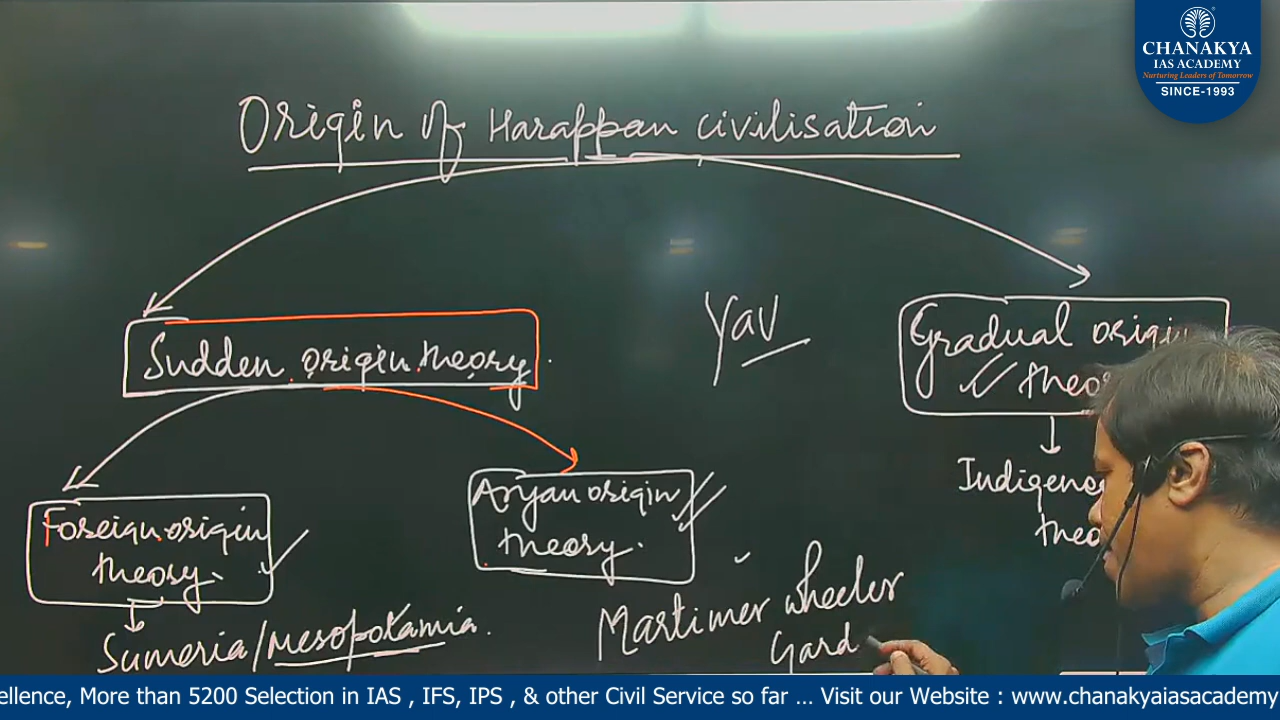 CHANAKYA
IAS ACADEMY
Nurturing Leaders of Tomorrow
SINCE-1993
Origin of Harappan civilisation
Sudden origin theory.
Yav
Gradual origin
theo
Indigeno
theo
Foreign origin
theory.
Aryan origin
theory.
Sumeria/Mesopotamia.
Martimer wheeler
Gard
ellence, More than 5200 Selection in IAS , IFS, IPS , & other Civil Service so far ... Visit our Website : www.chanakyaiasacademy